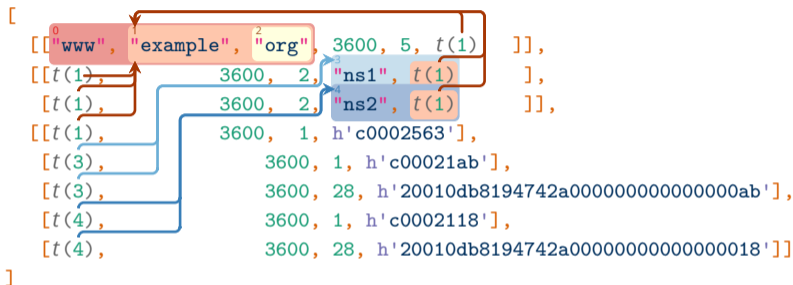 [
[["www", "example", "org", 3600, 5, t(1) ]],
[[t(1), 3600, 2, "ns1", t(1) ],
[t(1), 3600, 2, "ns2", t(1) ]],
[[t(1), 3600, 1, h'c0002563'],
[t(3), 3600, 1, h'c00021ab'],
[t(3), 3600, 28, h'20010db8194742a000000000000000ab'],
[t(4), 3600, 1, h'c0002118'],
[t(4), 3600, 28, h'20010db8194742a00000000000000018']]
]